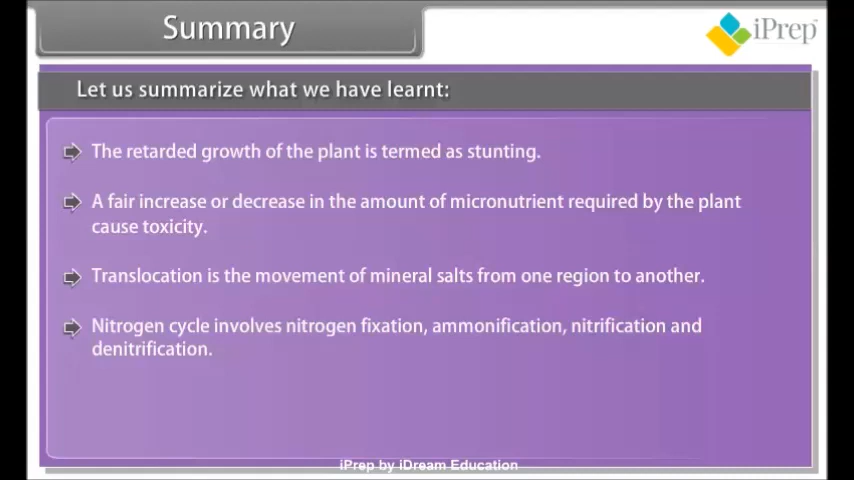 Summary
iPrep
Let us summarize what we have learnt:
The retarded growth of the plant is termed as stunting.
A fair increase or decrease in the amount of micronutrient required by the plant
cause toxicity.
Translocation is the movement of mineral salts from one region to another.
Nitrogen cycle involves nitrogen fixation, ammonification, nitrification and
denitrification.
iPrep by iDream Education